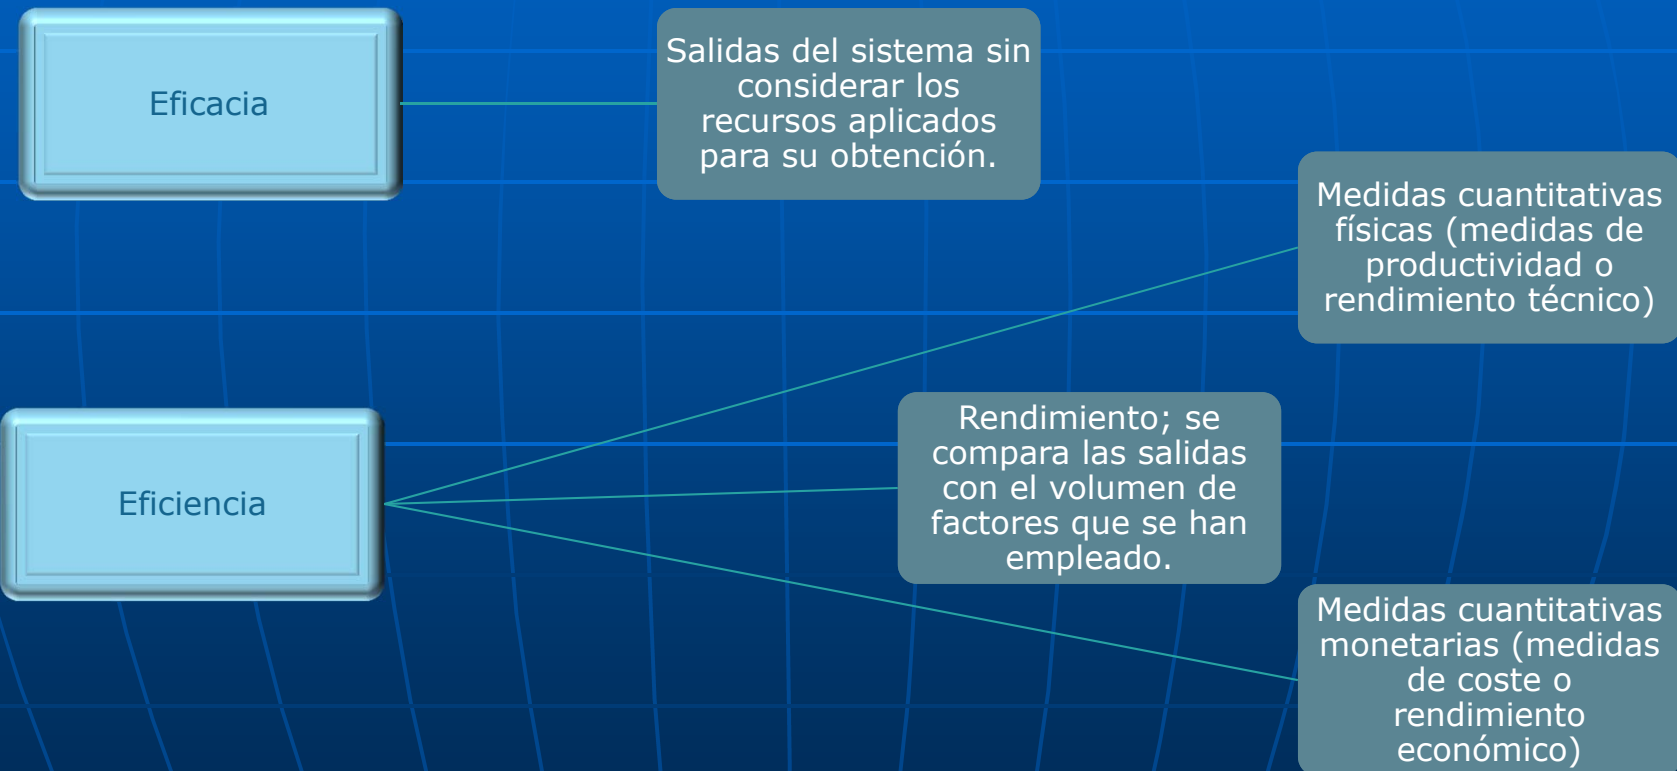 Eficacia
Salidas del sistema sin
considerar los
recursos aplicados
para su obtención.
Medidas cuantitativas
físicas (medidas de
productividad o
rendimiento técnico)
Eficiencia
Rendimiento; se
compara las salidas
con el volumen de
factores que se han
empleado.
Medidas cuantitativas
monetarias (medidas
de coste o
rendimiento
económico)